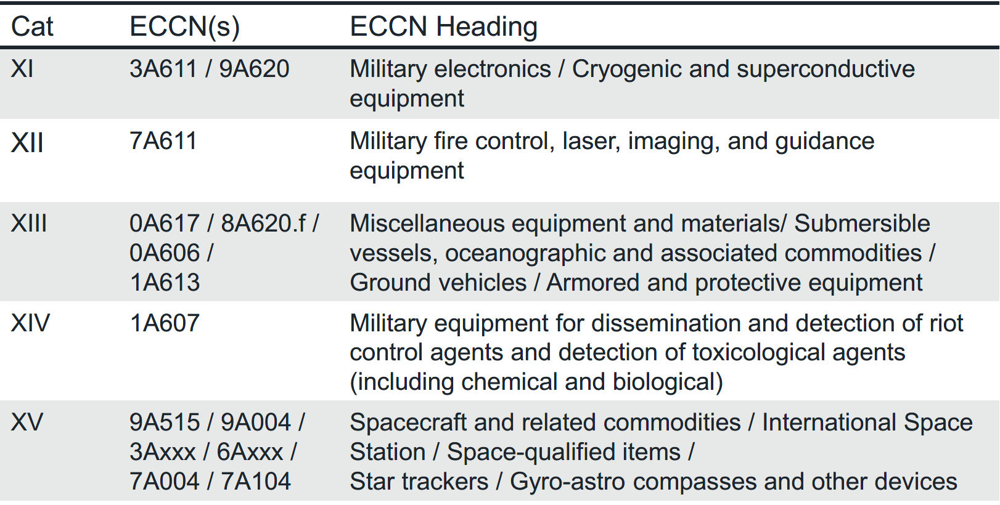 Cat ECCN(s) ECCN Heading
XI 3A611 / 9A620 Military electronics / Cryogenic and superconductive
equipment
XII 7A611 Military fire control, laser, imaging, and guidance
equipment
XIII 0A617 / 8A620.f / Miscellaneous equipment and materials/ Submersible
0A606 / vessels, oceanographic and associated commodities /
1A613 Ground vehicles / Armored and protective equipment
XIV 1A607 Military equipment for dissemination and detection of riot
control agents and detection of toxicological agents
(including chemical and biological)
XV 9A515 / 9A004 / Spacecraft and related commodities / International Space
3Axxx / 6Axxx / Station / Space-qualified items /
7A004 / 7A104 Star trackers / Gyro-astro compasses and other devices